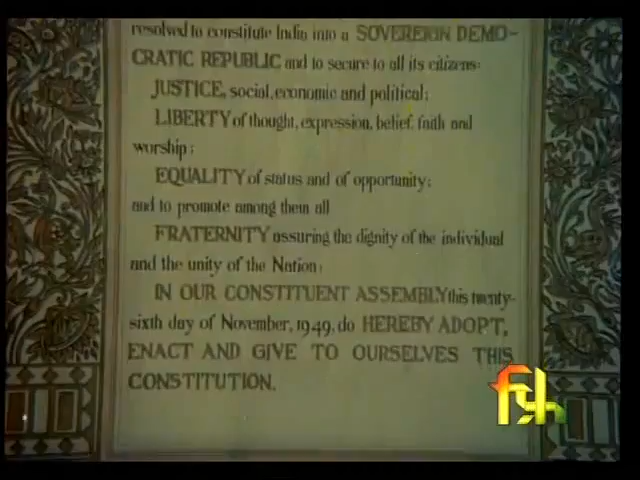 resolved to constitute India into a SOVEREIGN DEMO-
CRATIC REPUBLIC and to secure to all its citizens:
JUSTICE, social, economic and political;
LIBERTY of thought, expression, belief, faith and
worship;
EQUALITY of status and of opportunity;
and to promote among them all
FRATERNITY assuring the dignity of the individual
and the unity of the Nation;
IN OUR CONSTITUENT ASSEMBLY this twenty-
sixth day of November, 1949, do HEREBY ADOPT,
ENACT AND GIVE TO OURSELVES THIS
CONSTITUTION.